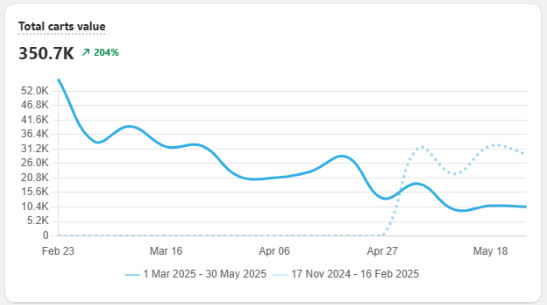 Total carts value
350.7K ↗ 204%
52.0K
46.8K
41.6K
36.4K
31.2K
26.0K
20.8K
15.6K
10.4K
5.2K
0
Feb 23 Mar 16 Apr 06 Apr 27 May 18
1 Mar 2025 - 30 May 2025 17 Nov 2024 - 16 Feb 2025